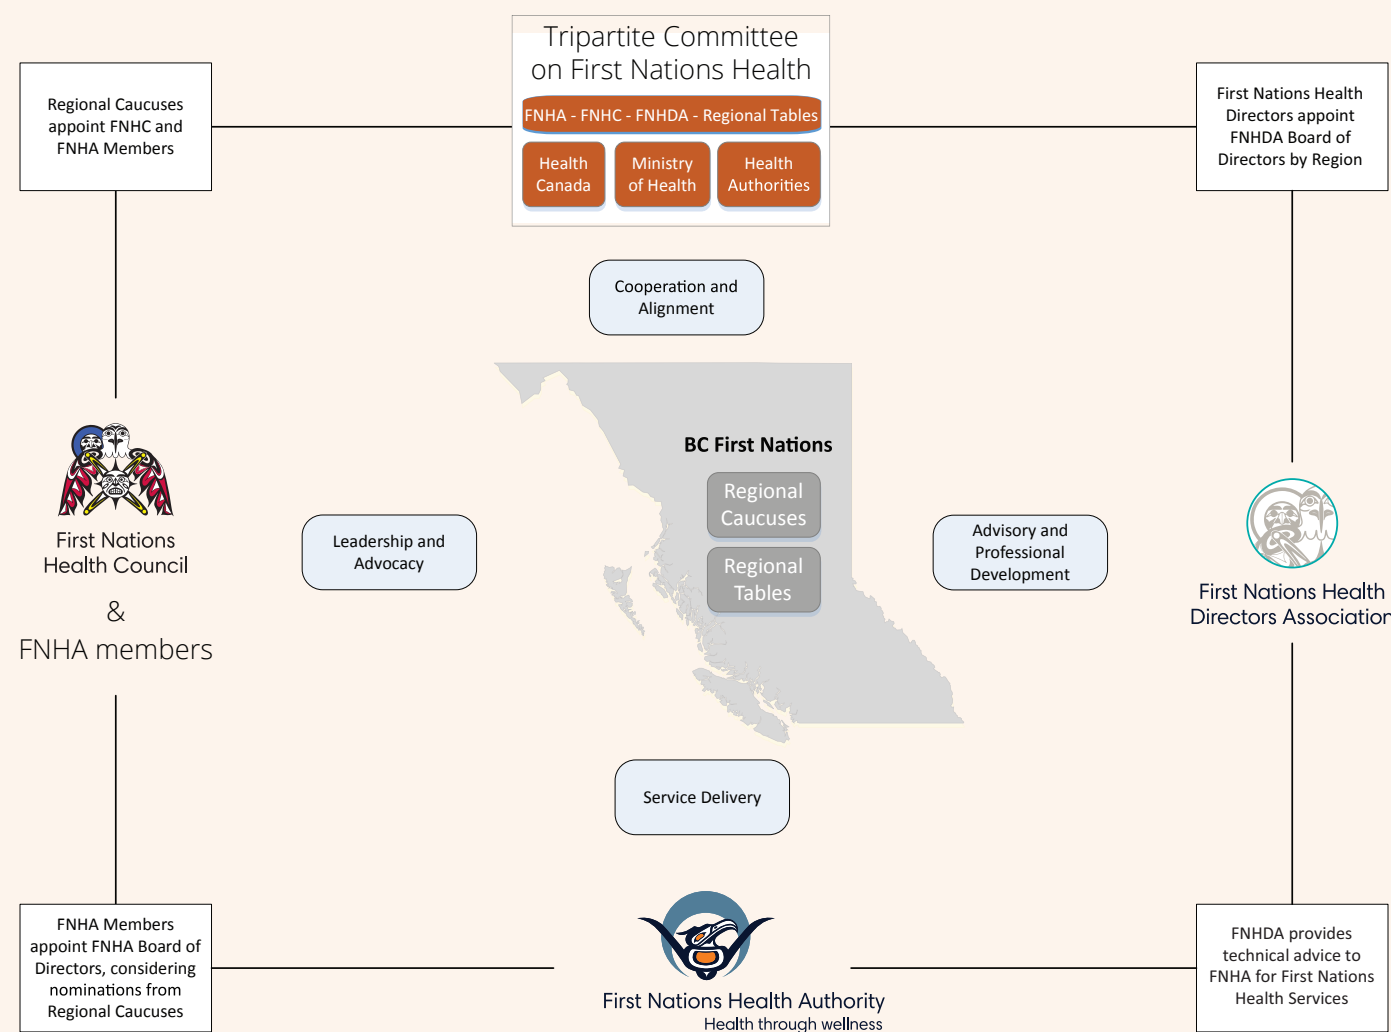 Tripartite Committee
on First Nations Health
FNHA - FNHC - FNHDA - Regional Tables
Health
Canada
Ministry
of Health
Health
Authorities
Regional Caucuses
appoint FNHC and
FNHA Members
First Nations Health
Directors appoint
FNHDA Board of
Directors by Region
Cooperation and
Alignment
BC First Nations
Regional
Caucuses
Regional
Tables
First Nations
Health Council
&
FNHA members
Leadership and
Advocacy
Advisory and
Professional
Development
First Nations Health
Directors Association
Service Delivery
FNHA Members
appoint FNHA Board of
Directors, considering
nominations from
Regional Caucuses
First Nations Health Authority
Health through wellness
FNHDA provides
technical advice to
FNHA for First Nations
Health Services